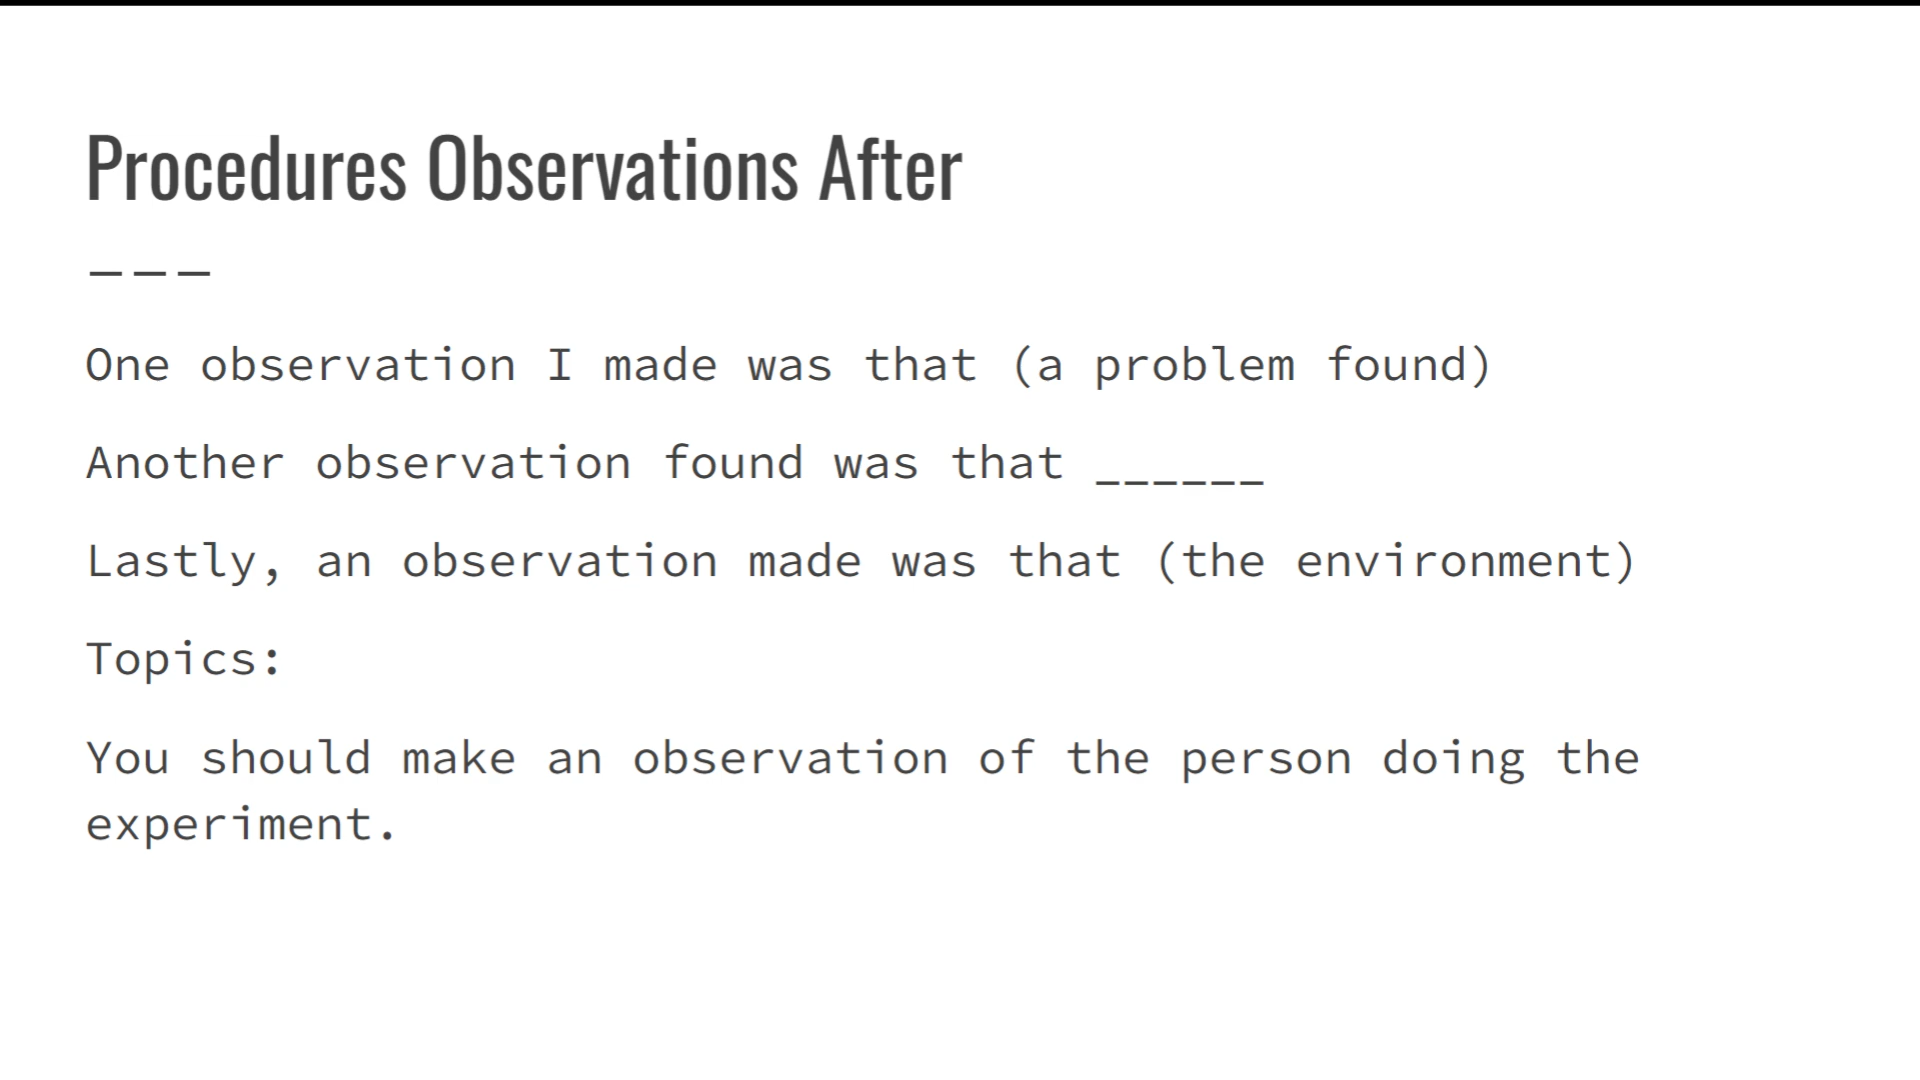 Procedures Observations After
One observation I made was that (a problem found)
Another observation found was that ______
Lastly, an observation made was that (the environment)
Topics:
You should make an observation of the person doing the
experiment.